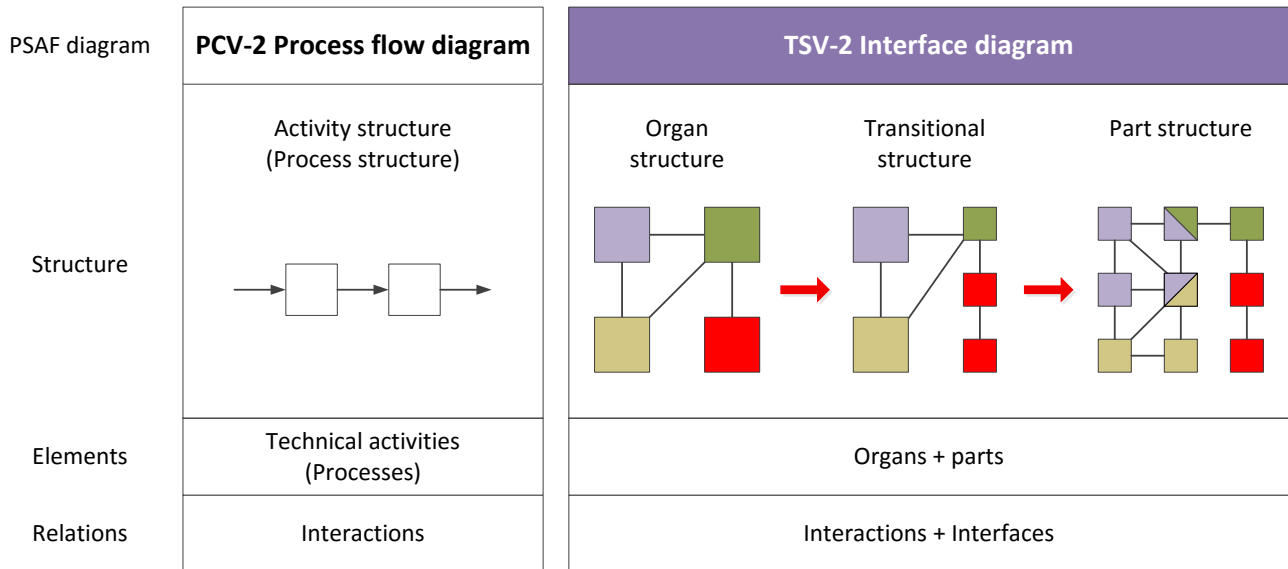 PSAF diagram
PCV-2 Process flow diagram
TSV-2 Interface diagram
Structure
Activity structure
(Process structure)
Organ
structure
Transitional
structure
Part structure
Elements
Technical activities
(Processes)
Organs + parts
Relations
Interactions
Interactions + Interfaces